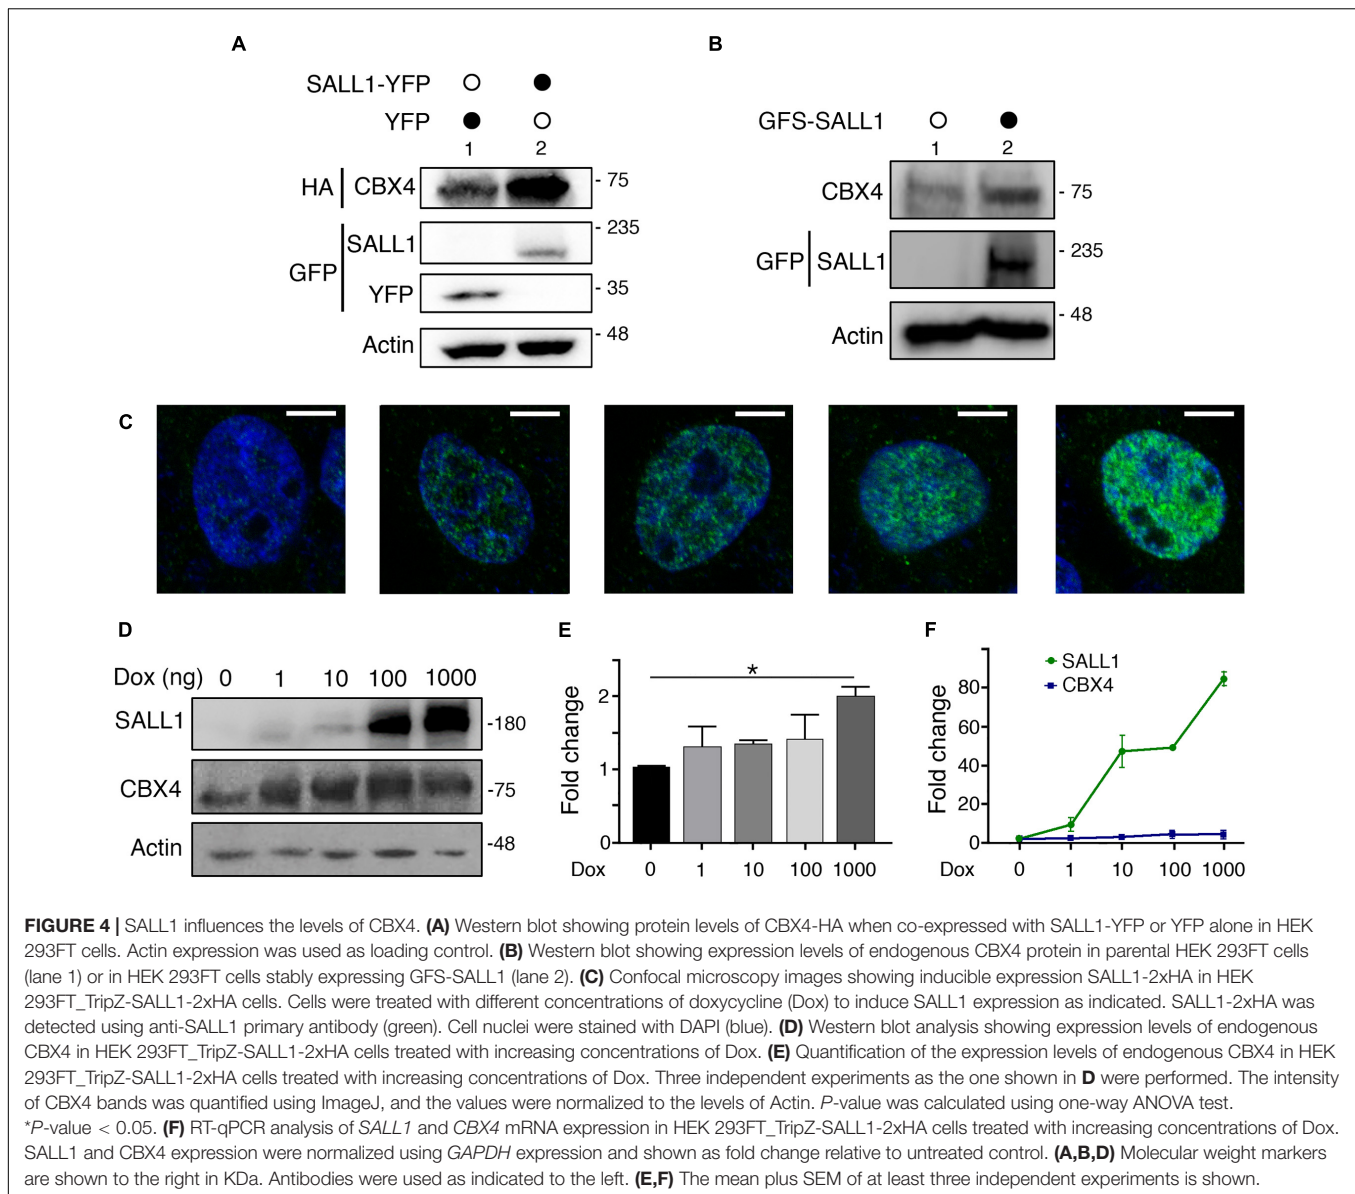 A
SALL1-YFP
YFP
1 2
HA CBX4 - 75
- 235
SALL1
GFP
YFP - 35
Actin - 48
B
GFS-SALL1
1 2
CBX4 - 75
GFP SALL1 - 235
- 48
Actin
C
D
Dox (ng) 0 1 10 100 1000
SALL1 -180
CBX4 -75
Actin -48
E
*
Fold change
2
1
0
Dox 0 1 10 100 1000
F
SALL1
CBX4
Fold change
80
60
40
20
0
Dox 0 1 10 100 1000
FIGURE 4 | SALL1 influences the levels of CBX4. (A) Western blot showing protein levels of CBX4-HA when co-expressed with SALL1-YFP or YFP alone in HEK
293FT cells. Actin expression was used as loading control. (B) Western blot showing expression levels of endogenous CBX4 protein in parental HEK 293FT cells
(lane 1) or in HEK 293FT cells stably expressing GFS-SALL1 (lane 2). (C) Confocal microscopy images showing inducible expression SALL1-2xHA in HEK
293FT_TripZ-SALL1-2xHA cells. Cells were treated with different concentrations of doxycycline (Dox) to induce SALL1 expression as indicated. SALL1-2xHA was
detected using anti-SALL1 primary antibody (green). Cell nuclei were stained with DAPI (blue). (D) Western blot analysis showing expression levels of endogenous
CBX4 in HEK 293FT_TripZ-SALL1-2xHA cells treated with increasing concentrations of Dox. (E) Quantification of the expression levels of endogenous CBX4 in HEK
293FT_TripZ-SALL1-2xHA cells treated with increasing concentrations of Dox. Three independent experiments as the one shown in D were performed. The intensity
of CBX4 bands was quantified using ImageJ, and the values were normalized to the levels of Actin. P-value was calculated using one-way ANOVA test.
*P-value < 0.05. (F) RT-qPCR analysis of SALL1 and CBX4 mRNA expression in HEK 293FT_TripZ-SALL1-2xHA cells treated with increasing concentrations of Dox.
SALL1 and CBX4 expression were normalized using GAPDH expression and shown as fold change relative to untreated control. (A,B,D) Molecular weight markers
are shown to the right in KDa. Antibodies were used as indicated to the left. (E,F) The mean plus SEM of at least three independent experiments is shown.